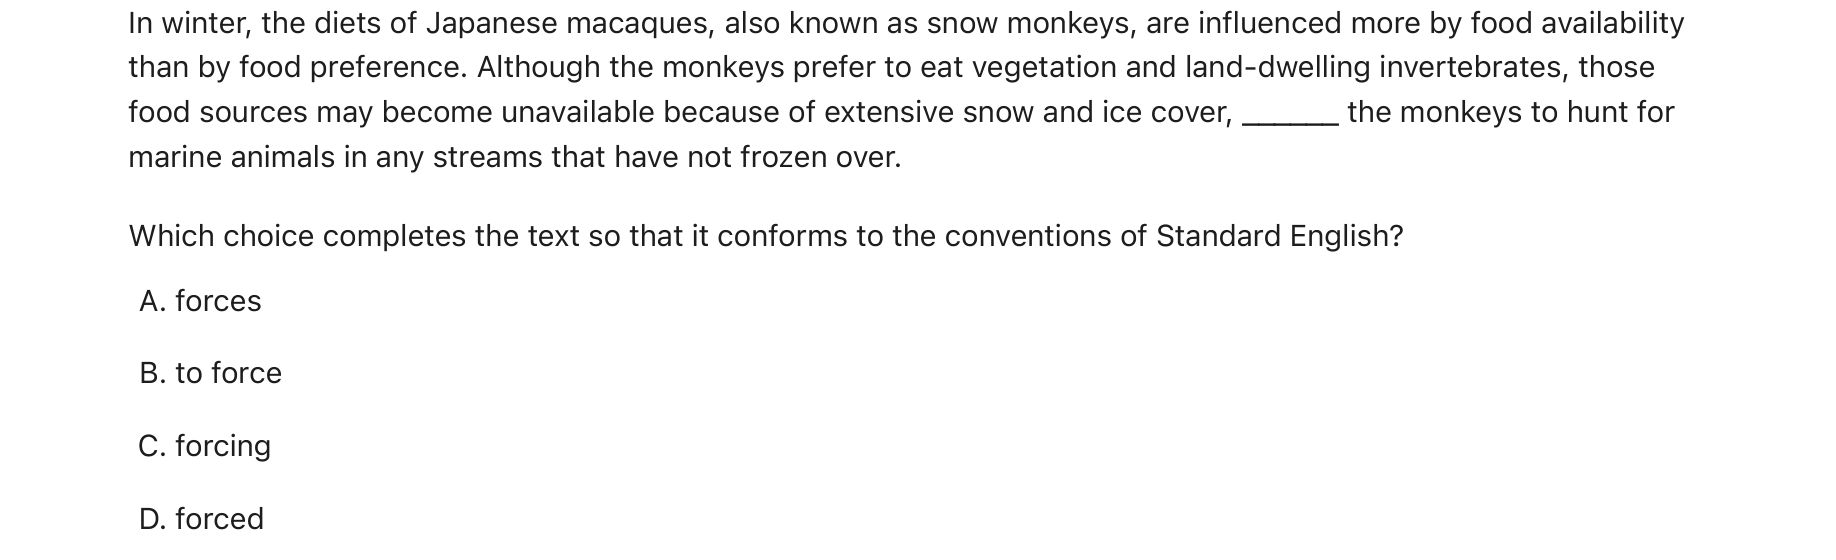 In winter, the diets of Japanese macaques, also known as snow monkeys, are influenced more by food availability
than by food preference. Although the monkeys prefer to eat vegetation and land-dwelling invertebrates, those
food sources may become unavailable because of extensive snow and ice cover, ______ the monkeys to hunt for
marine animals in any streams that have not frozen over.
Which choice completes the text so that it conforms to the conventions of Standard English?
A. forces
B. to force
C. forcing
D. forced